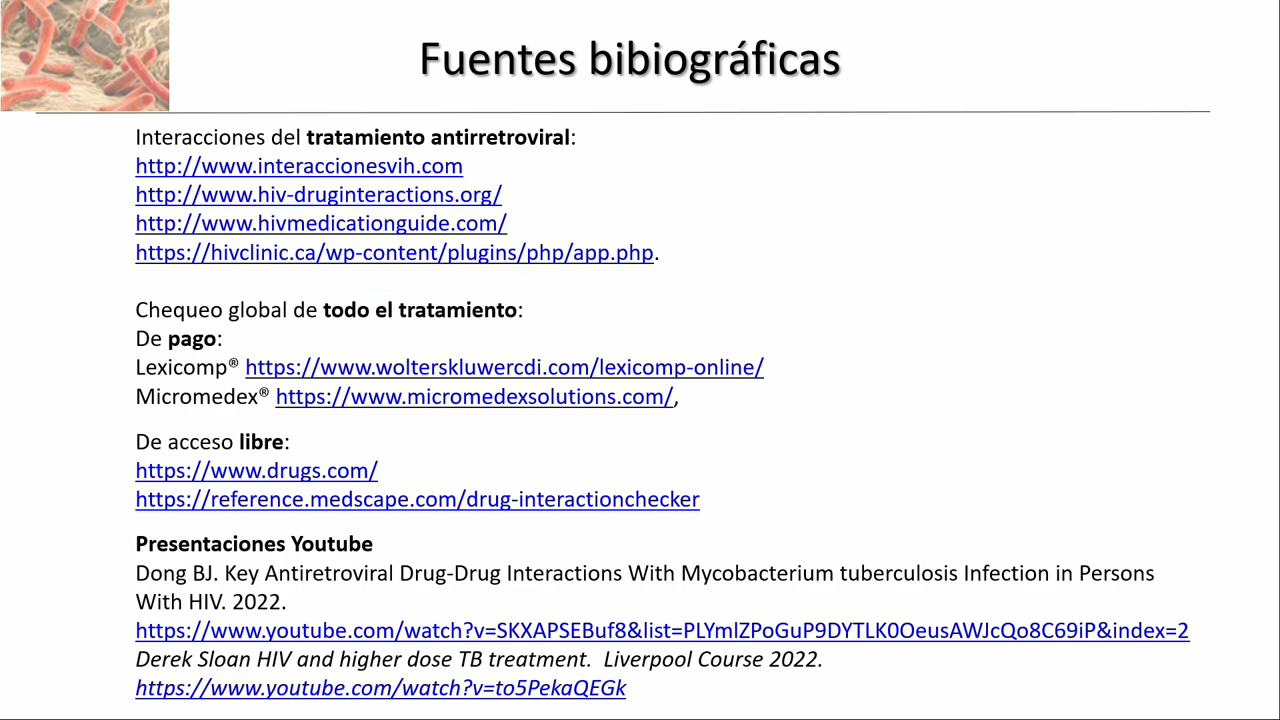 Fuentes bibiográficas
Interacciones del tratamiento antirretroviral:
http://www.interaccionesvih.com
http://www.hiv-druginteractions.org/
http://www.hivmedicationguide.com/
https://hivclinic.ca/wp-content/plugins/php/app.php.
Chequeo global de todo el tratamiento:
De pago:
Lexicomp® https://www.wolterskluwercdi.com/lexicomp-online/
Micromedex® https://www.micromedexsolutions.com/,
De acceso libre:
https://www.drugs.com/
https://reference.medscape.com/drug-interactionchecker
Presentaciones Youtube
Dong BJ. Key Antiretroviral Drug-Drug Interactions With Mycobacterium tuberculosis Infection in Persons
With HIV. 2022.
https://www.youtube.com/watch?v=SKXAPSEBuf8&list=PLYmlZPoGuP9DYTLK0OeusAWJcQo8C69iP&index=2
Derek Sloan HIV and higher dose TB treatment.  Liverpool Course 2022.
https://www.youtube.com/watch?v=to5PekaQEGk